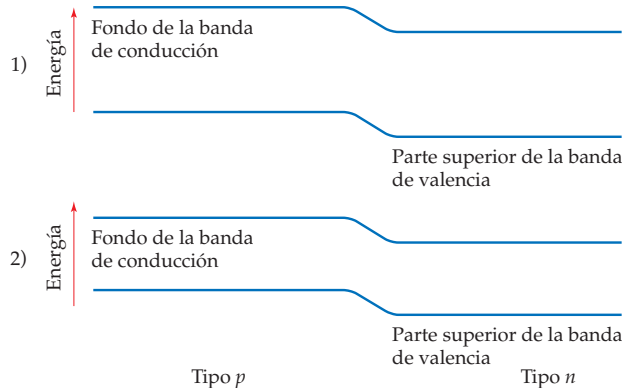 1)
Energía
Fondo de la banda
de conducción
Parte superior de la banda
de valencia
2)
Energía
Fondo de la banda
de conducción
Parte superior de la banda
de valencia
Tipo p
Tipo n